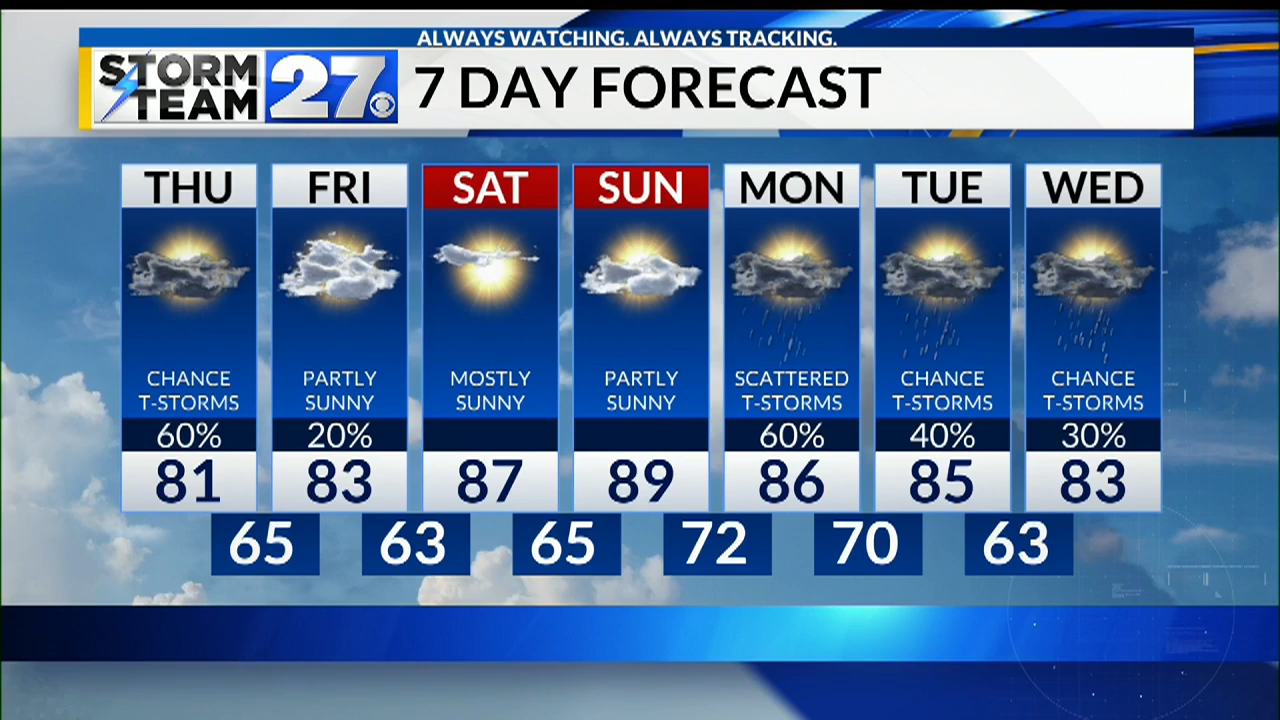 ALWAYS WATCHING. ALWAYS TRACKING.
STORM TEAM 27 7 DAY FORECAST
THU FRI SAT SUN MON TUE WED
CHANCE PARTLY MOSTLY PARTLY SCATTERED CHANCE CHANCE
T-STORMS SUNNY SUNNY SUNNY T-STORMS T-STORMS T-STORMS
60% 20% 60% 40% 30%
81 83 87 89 86 85 83
65 63 65 72 70 63